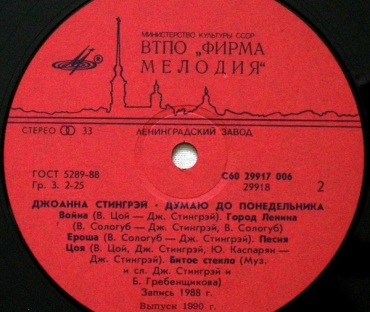 МИНИСТЕРСТВО КУЛЬТУРЫ СССР
ВТПО „ФИРМА
МЕЛОДИЯ“
СТЕРЕО 33
ЛЕНИНГРАДСКИЙ ЗАВОД
ГОСТ 5289-88
Гр. 3. 2-25
С60 29917 006
29918
2
ДЖОАННА СТИНГРЭЙ · ДУМАЮ ДО ПОНЕДЕЛЬНИКА
Война (В. Цой — Дж. Стингрэй). Город Ленина
(В. Сологуб — Дж. Стингрэй, В. Сологуб)
Ероша (В. Сологуб — Дж. Стингрэй). Песня
Цоя (В. Цой — Дж. Стингрэй, Ю. Каспарян —
Дж. Стингрэй). Битое стекло (Муз.
и сл. Дж. Стингрэй и
Б. Гребенщикова)
Запись 1988 г.
Выпуск 1990 г.